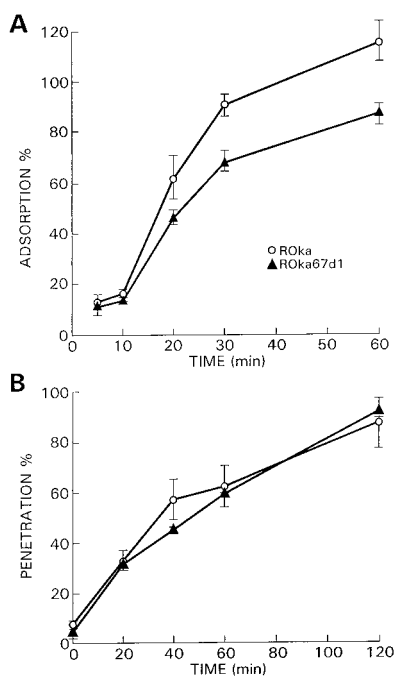 A
120
100
80
60
40
20
0
ADSORPTION %
ROka
ROka67d1
0 10 20 30 40 50 60
TIME (min)
B
100
80
60
40
20
0
PENETRATION %
0 20 40 60 80 100 120
TIME (min)